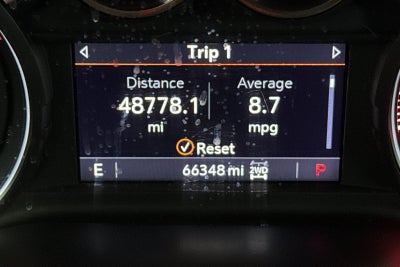 Trip 1
Distance Average
48778.1 8.7
mi mpg
Reset
E 66348 mi 2WD P